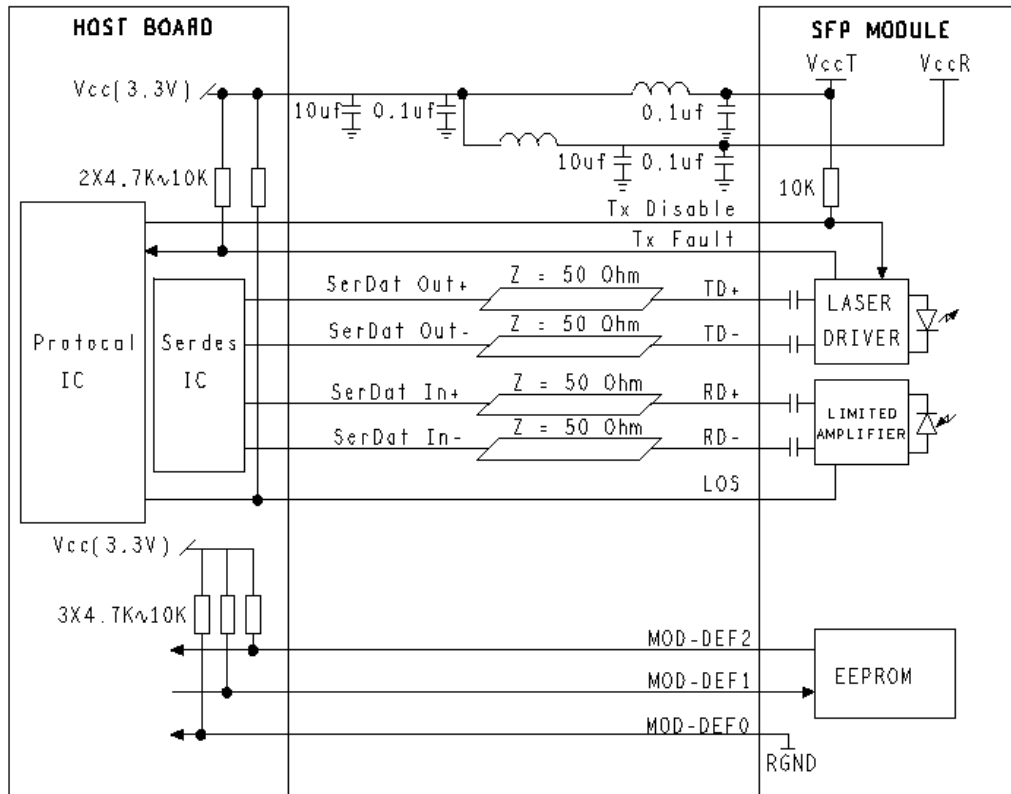 HOST BOARD
SFP MODULE
VccT
VccR
Vcc(3.3V)
10uf
0.1uf
0.1uf
10uf
0.1uf
2X4.7K∿10K
10K
Tx Disable
Tx Fault
Z = 50 Ohm
SerDat Out+
TD+
LASER
DRIVER
Z = 50 Ohm
SerDat Out-
TD-
Protocal
IC
Serdes
IC
Z = 50 Ohm
SerDat In+
RD+
LIMITED
AMPLIFIER
Z = 50 Ohm
SerDat In-
RD-
LOS
Vcc(3.3V)
3X4.7K∿10K
MOD-DEF2
MOD-DEF1
EEPROM
MOD-DEF0
RGND